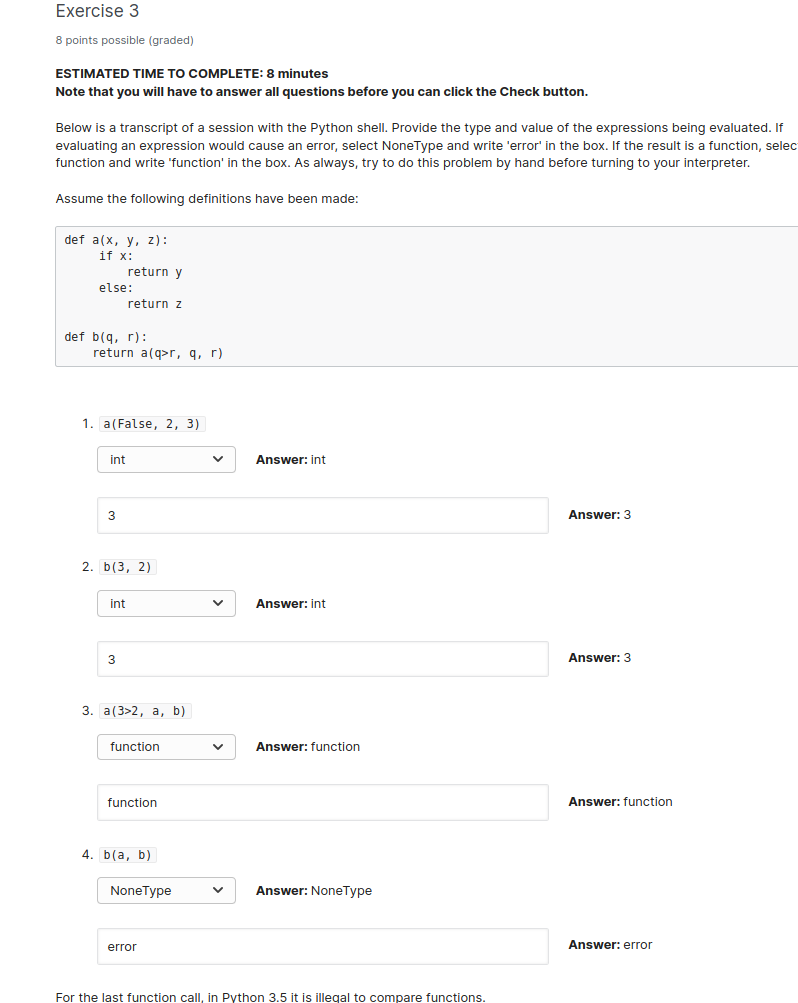 Exercise 3
8 points possible (graded)
ESTIMATED TIME TO COMPLETE: 8 minutes
Note that you will have to answer all questions before you can click the Check button.
Below is a transcript of a session with the Python shell. Provide the type and value of the expressions being evaluated. If
evaluating an expression would cause an error, select NoneType and write 'error' in the box. If the result is a function, selec
function and write 'function' in the box. As always, try to do this problem by hand before turning to your interpreter.
Assume the following definitions have been made:
def a(x, y, z):
     if x:
         return y
     else:
         return z
def b(q, r):
    return a(q>r, q, r)
1. a(False, 2, 3)
int Answer: int
3 Answer: 3
2. b(3, 2)
int Answer: int
3 Answer: 3
3. a(3>2, a, b)
function Answer: function
function Answer: function
4. b(a, b)
NoneType Answer: NoneType
error Answer: error
For the last function call, in Python 3.5 it is illegal to compare functions.